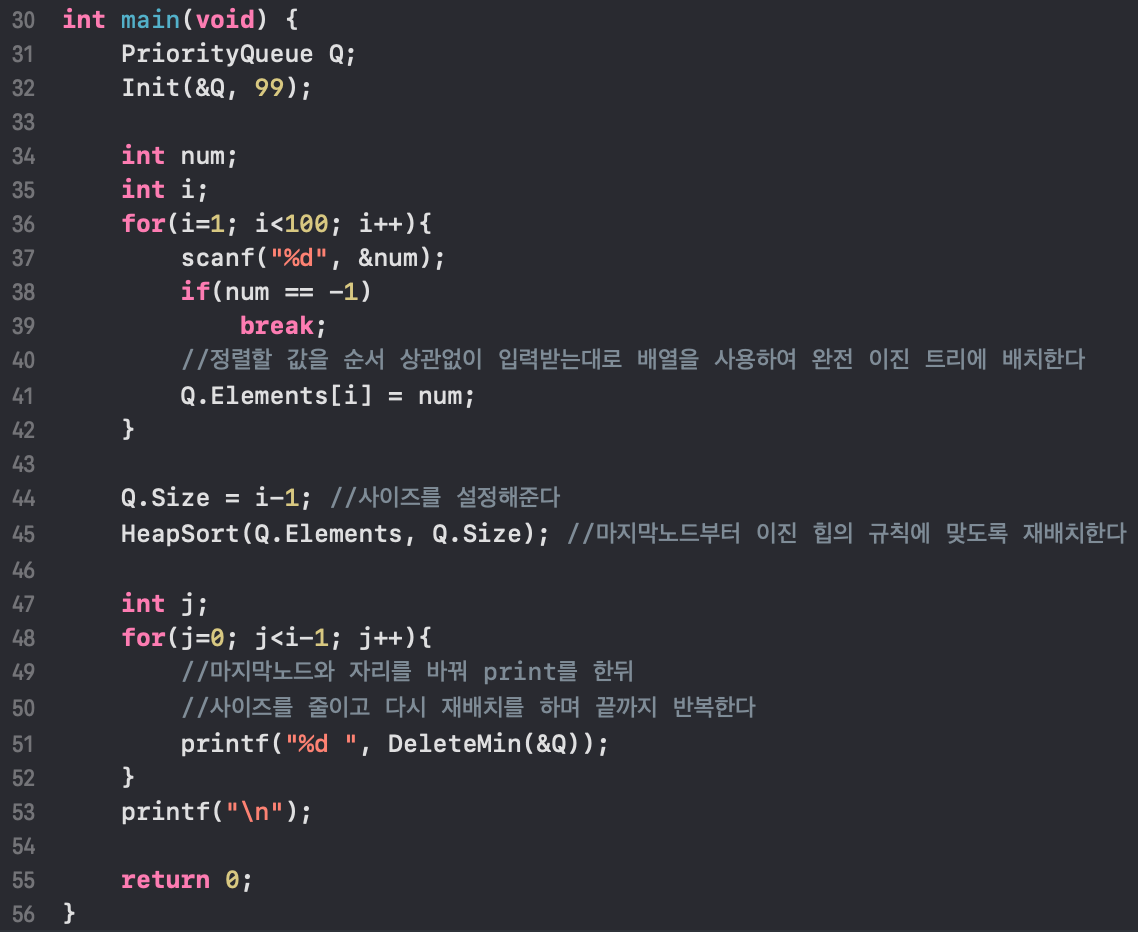 30 int main(void) {
31     PriorityQueue Q;
32     Init(&Q, 99);
33
34     int num;
35     int i;
36     for(i=1; i<100; i++){
37         scanf("%d", &num);
38         if(num == -1)
39             break;
40         //정렬할 값을 순서 상관없이 입력받는대로 배열을 사용하여 완전 이진 트리에 배치한다
41         Q.Elements[i] = num;
42     }
43
44     Q.Size = i-1; //사이즈를 설정해준다
45     HeapSort(Q.Elements, Q.Size); //마지막노드부터 이진 힙의 규칙에 맞도록 재배치한다
46
47     int j;
48     for(j=0; j<i-1; j++){
49         //마지막노드와 자리를 바꿔 print를 한뒤
50         //사이즈를 줄이고 다시 재배치를 하며 끝까지 반복한다
51         printf("%d ", DeleteMin(&Q));
52     }
53     printf("\n");
54
55     return 0;
56 }